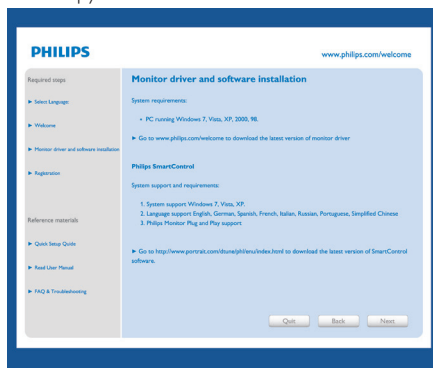 PHILIPS
www.philips.com/welcome
Required steps
Select Language
Welcome
Monitor driver and software installation
Registration
Reference materials
Quick Setup Guide
Read User Manual
FAQ & Troubleshooting
Monitor driver and software installation
System requirements:
• PC running Windows 7, Vista, XP, 2000, 98.
Go to www.philips.com/welcome to download the latest version of monitor driver
Philips SmartControl
System support and requirements:
1. System support Windows 7, Vista, XP.
2. Language support English, German, Spanish, French, Italian, Russian, Portuguese, Simplified Chinese
3. Philips Monitor Plug and Play support
Go to http://www.portrait.com/dtune/phl/enu/index.html to download the latest version of SmartControl
software.
Quit Back Next